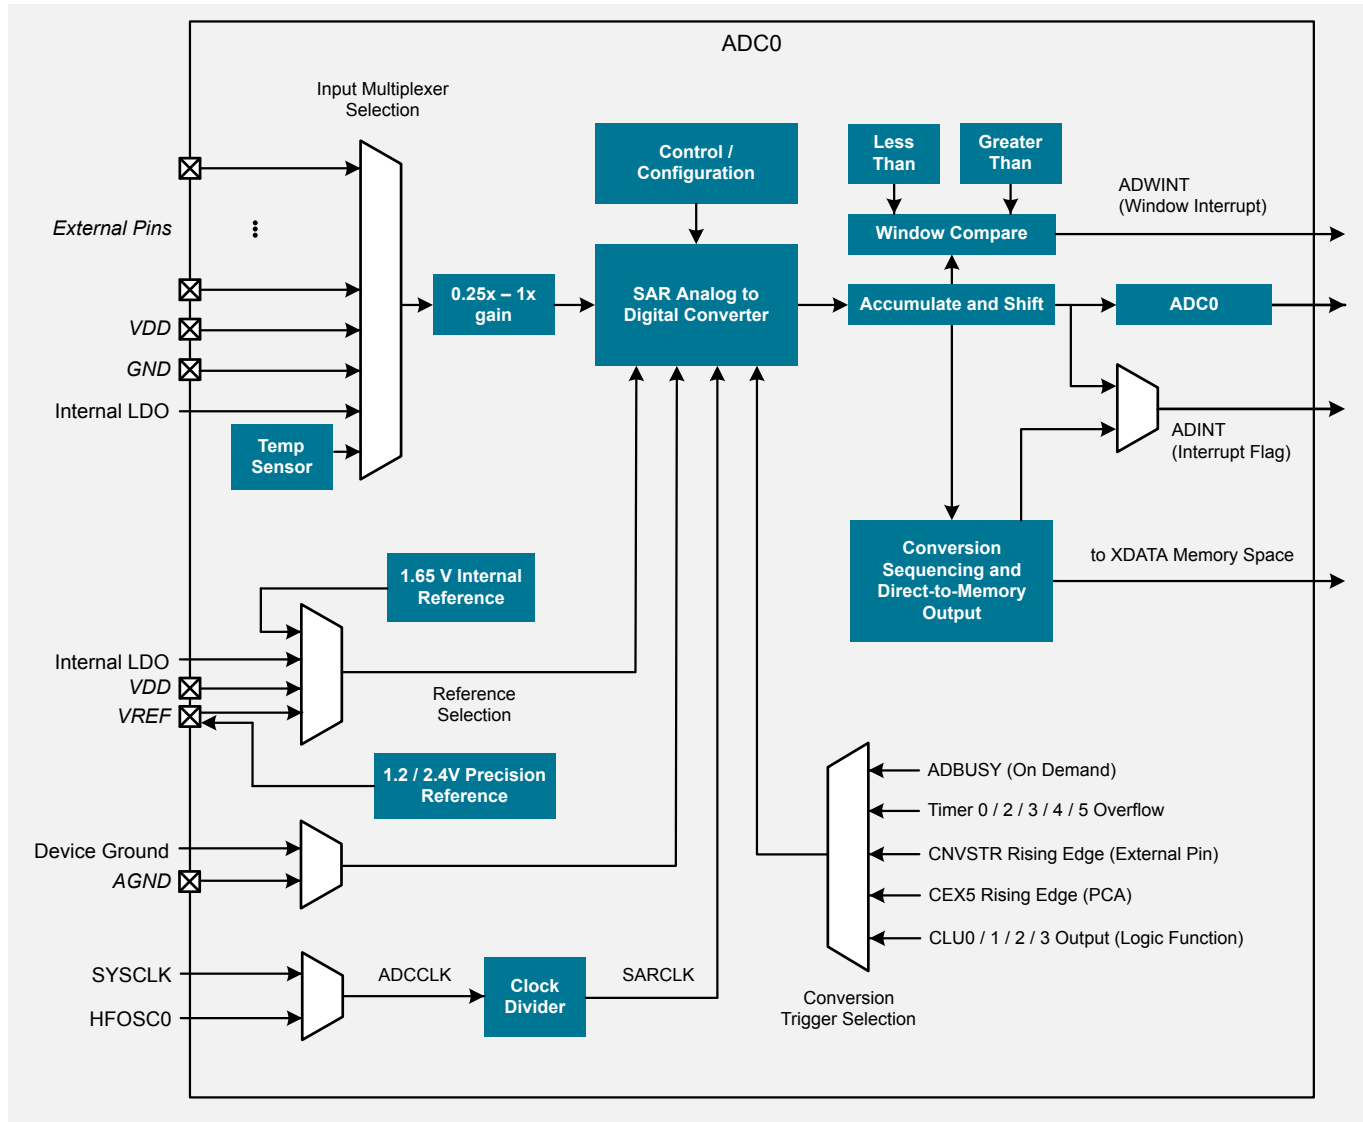 ADC0
Input Multiplexer
Selection
External Pins
VDD
GND
Internal LDO
Temp
Sensor
0.25x – 1x
gain
Control /
Configuration
SAR Analog to
Digital Converter
Less
Than
Greater
Than
Window Compare
Accumulate and Shift
ADC0
ADWINT
(Window Interrupt)
ADINT
(Interrupt Flag)
Conversion
Sequencing and
Direct-to-Memory
Output
to XDATA Memory Space
1.65 V Internal
Reference
Internal LDO
VDD
VREF
Reference
Selection
1.2 / 2.4V Precision
Reference
Device Ground
AGND
SYSCLK
HFOSC0
ADCCLK
Clock
Divider
SARCLK
ADBUSY (On Demand)
Timer 0 / 2 / 3 / 4 / 5 Overflow
CNVSTR Rising Edge (External Pin)
CEX5 Rising Edge (PCA)
CLU0 / 1 / 2 / 3 Output (Logic Function)
Conversion
Trigger Selection